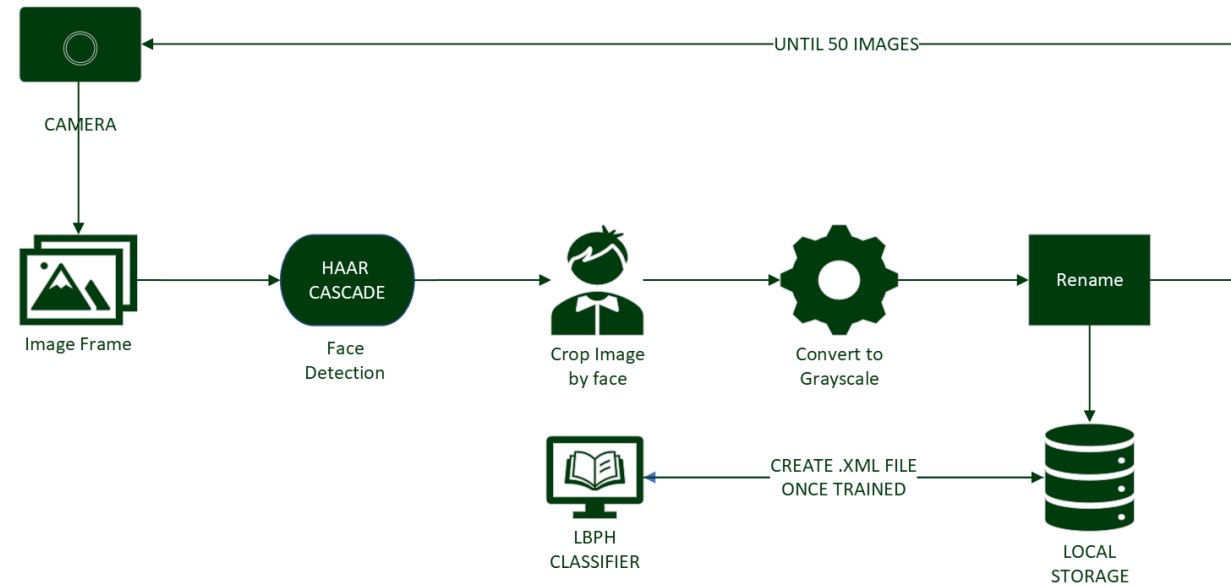 UNTIL 50 IMAGES
CAMERA
HAAR
CASCADE
Rename
Image Frame
Face
Detection
Crop Image
by face
Convert to
Grayscale
CREATE .XML FILE
ONCE TRAINED
LBPH
CLASSIFIER
LOCAL
STORAGE